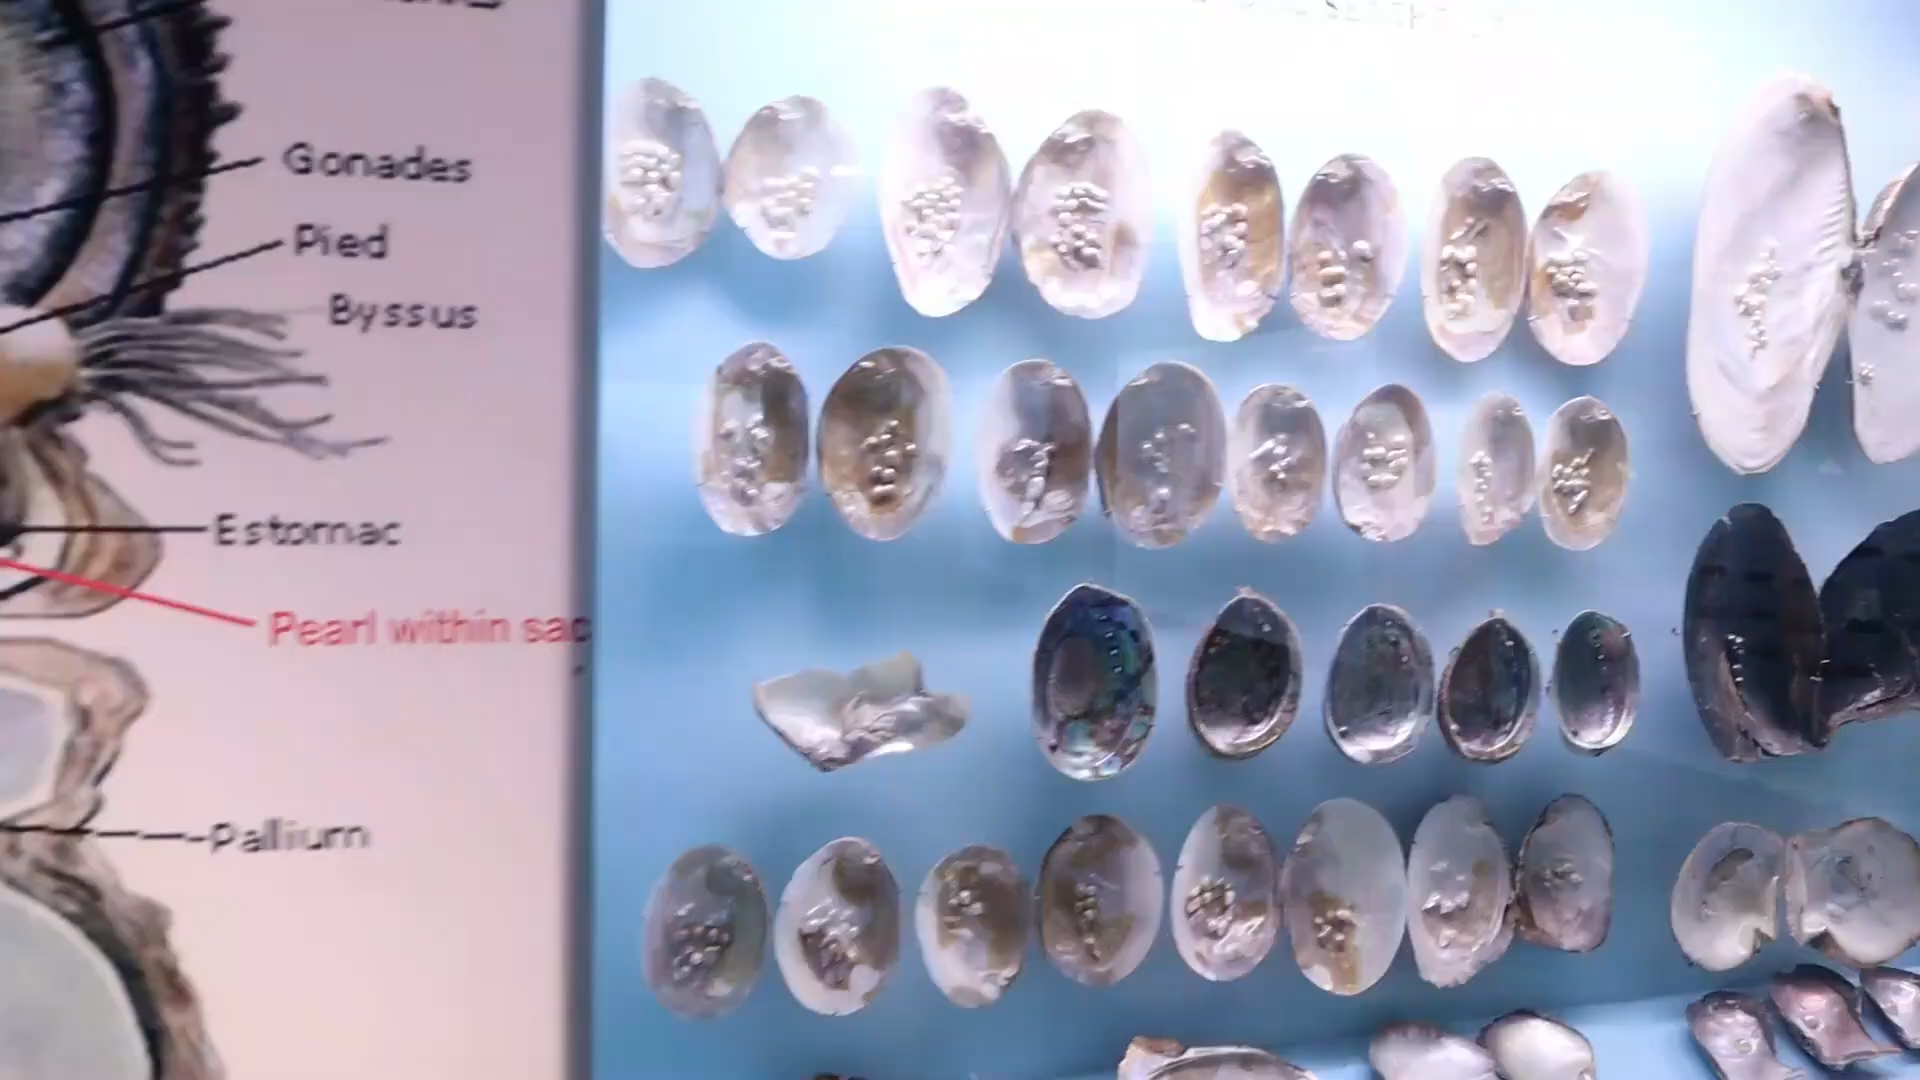 Gonades
Pied
Byssus
Estomac
Pearl within sac
Pallium